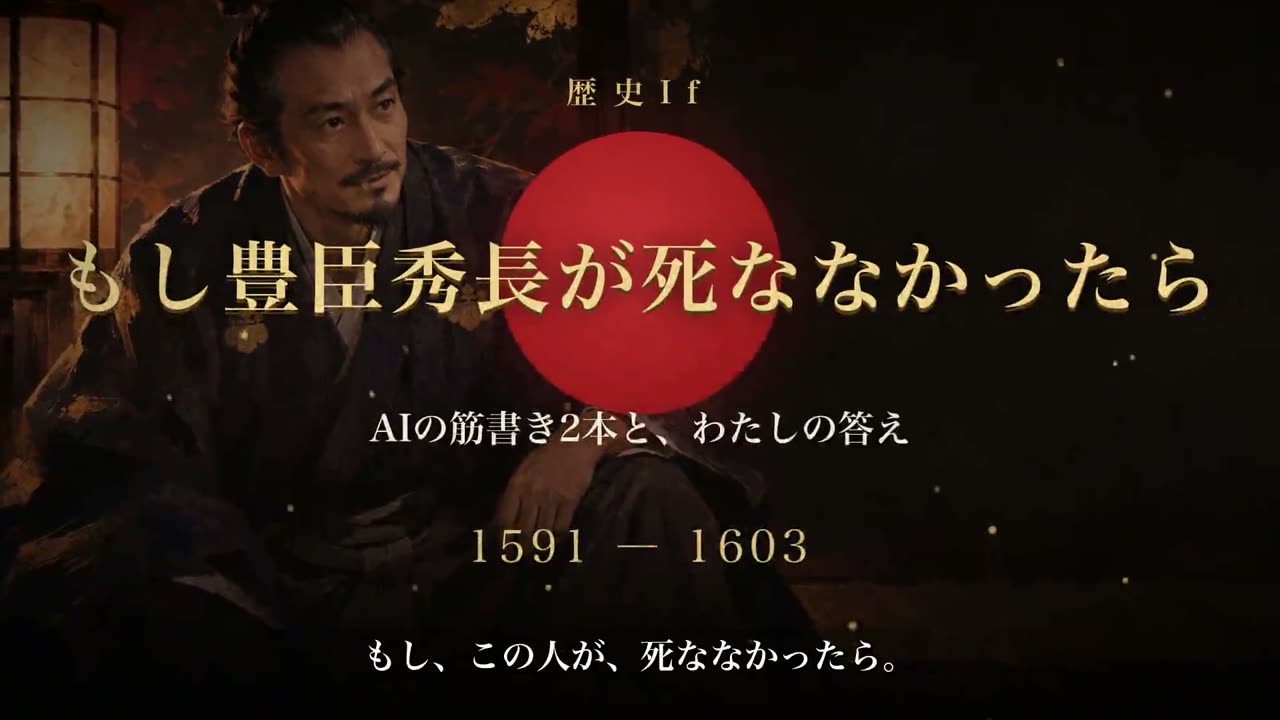 歴史If
もし豊臣秀長が死ななかったら
AIの筋書き2本と、わたしの答え
1591 — 1603
もし、この人が、死ななかったら。